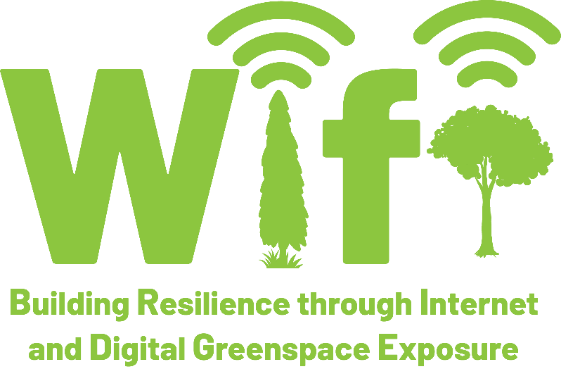 Wifi
Building Resilience through Internet
and Digital Greenspace Exposure